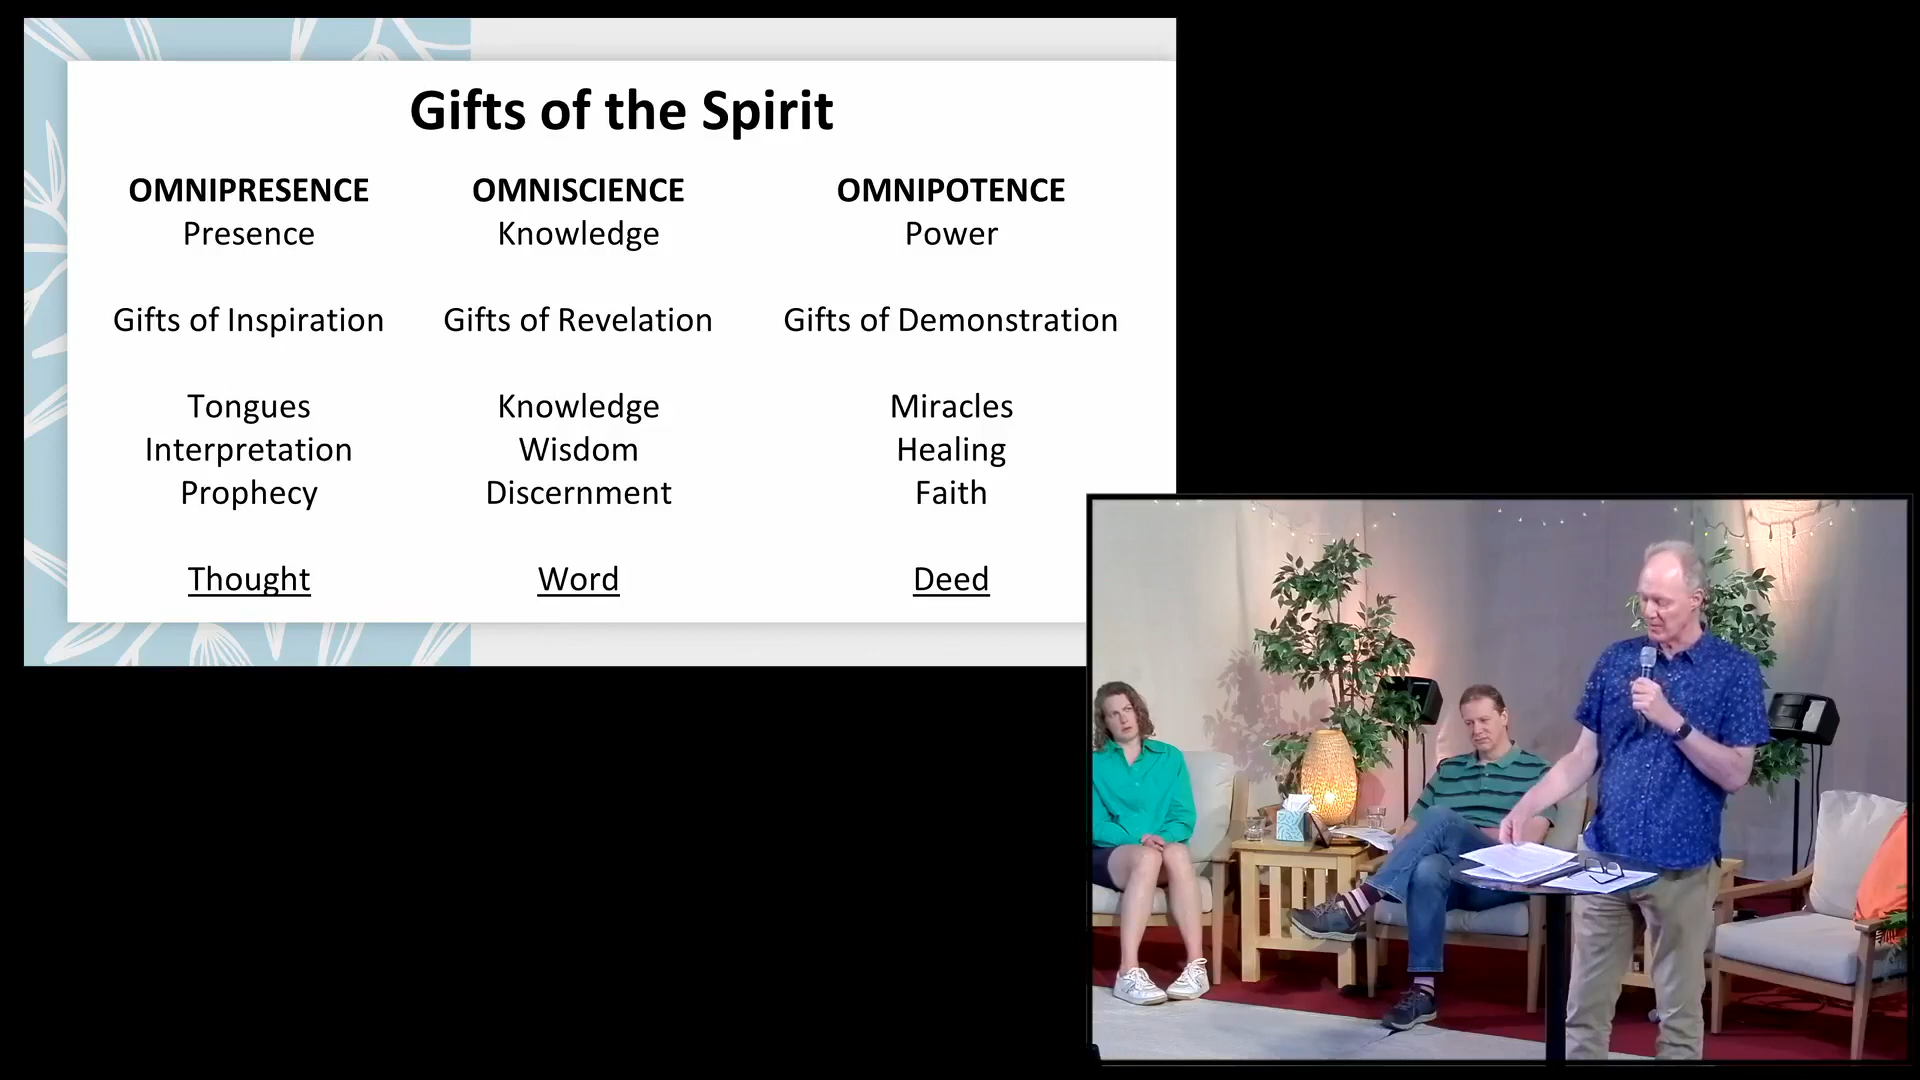 Gifts of the Spirit
OMNIPRESENCE OMNISCIENCE OMNIPOTENCE
Presence Knowledge Power
Gifts of Inspiration Gifts of Revelation Gifts of Demonstration
Tongues Knowledge Miracles
Interpretation Wisdom Healing
Prophecy Discernment Faith
Thought Word Deed